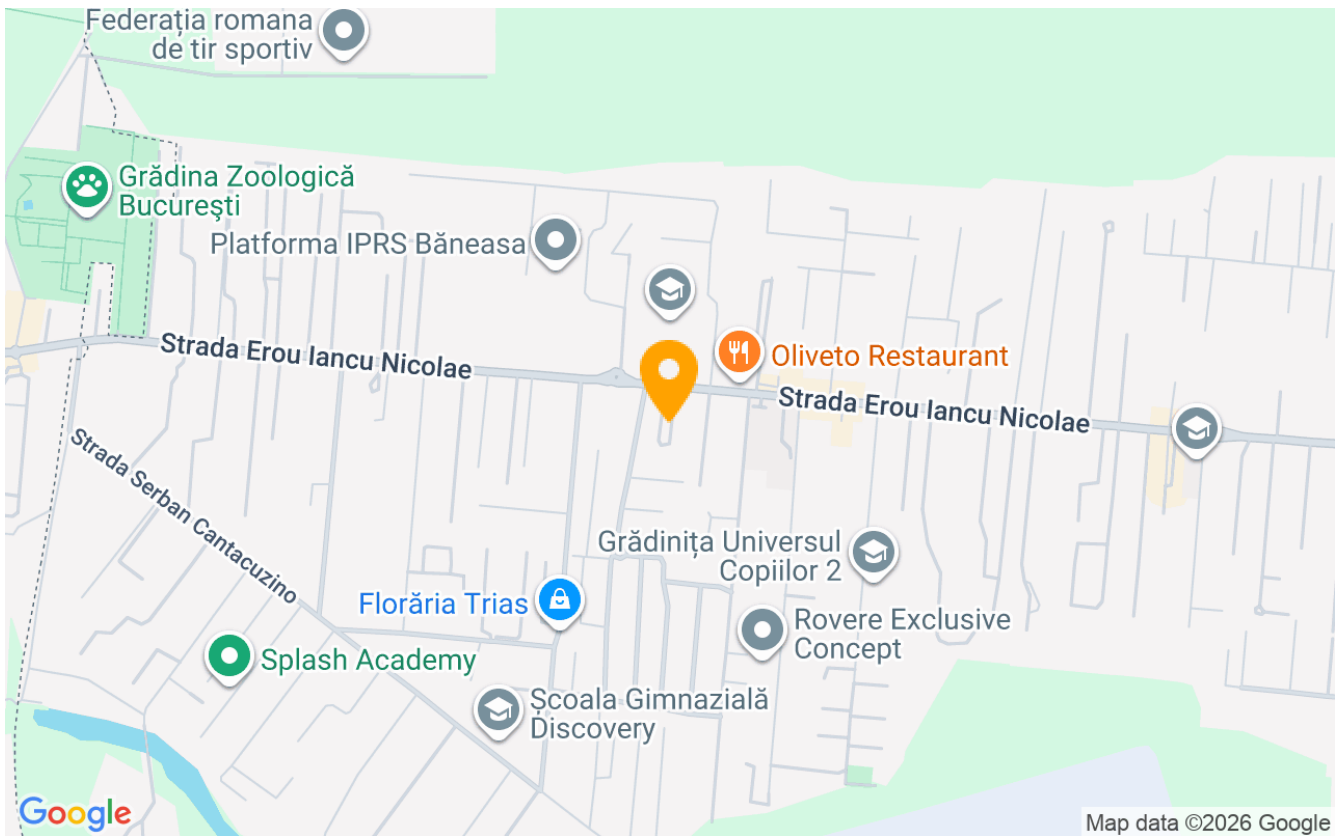 Federația romana
de tir sportiv
Grădina Zoologică
București
Platforma IPRS Băneasa
Strada Erou Iancu Nicolae
Oliveto Restaurant
Strada Erou Iancu Nicolae
Strada Serban Cantacuzino
Grădinița Universul
Copiilor 2
Florăria Trias
Rovere Exclusive
Concept
Splash Academy
Școala Gimnazială
Discovery
Google
Map data ©2026 Google